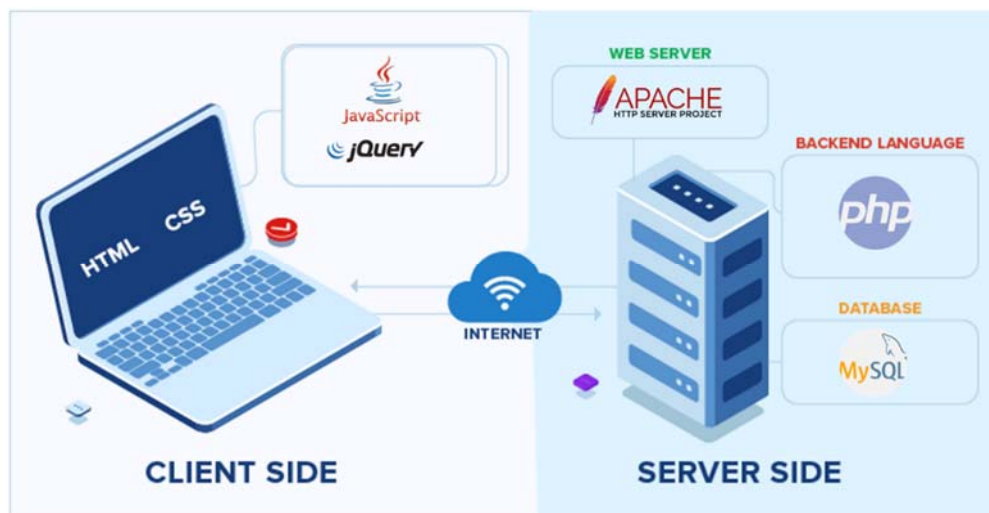 JavaScript
jQuery
HTML
CSS
CLIENT SIDE
INTERNET
WEB SERVER
APACHE
HTTP SERVER PROJECT
BACKEND LANGUAGE
php
DATABASE
MySQL
SERVER SIDE